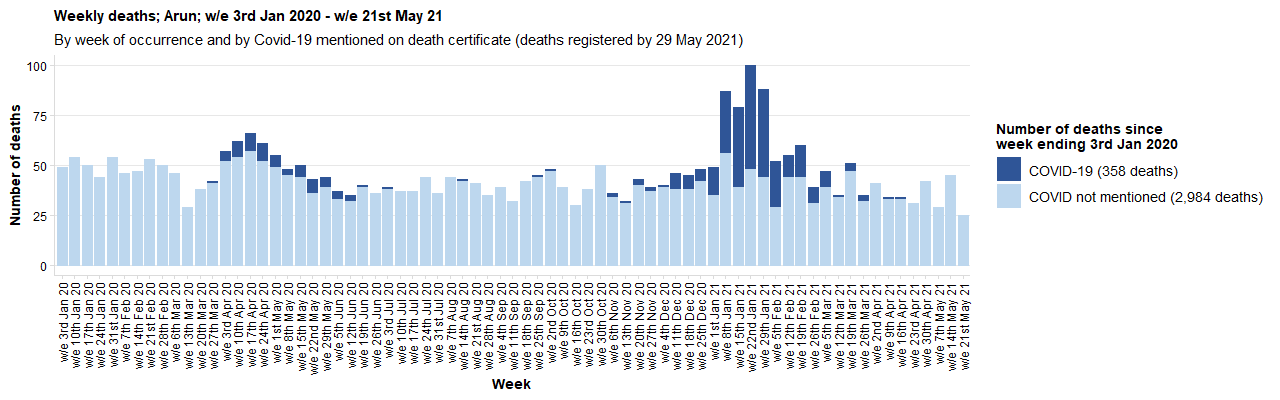 Weekly deaths; Arun; w/e 3rd Jan 2020 - w/e 21st May 21
By week of occurrence and by Covid-19 mentioned on death certificate (deaths registered by 29 May 2021)
Number of deaths
100
75
50
25
0
w/e 3rd Jan 20
w/e 10th Jan 20
w/e 17th Jan 20
w/e 24th Jan 20
w/e 31st Jan 20
w/e 7th Feb 20
w/e 14th Feb 20
w/e 21st Feb 20
w/e 28th Feb 20
w/e 6th Mar 20
w/e 13th Mar 20
w/e 20th Mar 20
w/e 27th Mar 20
w/e 3rd Apr 20
w/e 10th Apr 20
w/e 17th Apr 20
w/e 24th Apr 20
w/e 1st May 20
w/e 8th May 20
w/e 15th May 20
w/e 22nd May 20
w/e 29th May 20
w/e 5th Jun 20
w/e 12th Jun 20
w/e 19th Jun 20
w/e 26th Jun 20
w/e 3rd Jul 20
w/e 10th Jul 20
w/e 17th Jul 20
w/e 24th Jul 20
w/e 31st Jul 20
w/e 7th Aug 20
w/e 14th Aug 20
w/e 21st Aug 20
w/e 28th Aug 20
w/e 4th Sep 20
w/e 11th Sep 20
w/e 18th Sep 20
w/e 25th Sep 20
w/e 2nd Oct 20
w/e 9th Oct 20
w/e 16th Oct 20
w/e 23rd Oct 20
w/e 30th Oct 20
w/e 6th Nov 20
w/e 13th Nov 20
w/e 20th Nov 20
w/e 27th Nov 20
w/e 4th Dec 20
w/e 11th Dec 20
w/e 18th Dec 20
w/e 25th Dec 20
w/e 1st Jan 21
w/e 8th Jan 21
w/e 15th Jan 21
w/e 22nd Jan 21
w/e 29th Jan 21
w/e 5th Feb 21
w/e 12th Feb 21
w/e 19th Feb 21
w/e 26th Feb 21
w/e 5th Mar 21
w/e 12th Mar 21
w/e 19th Mar 21
w/e 26th Mar 21
w/e 2nd Apr 21
w/e 9th Apr 21
w/e 16th Apr 21
w/e 23rd Apr 21
w/e 30th Apr 21
w/e 7th May 21
w/e 14th May 21
w/e 21st May 21
Week
Number of deaths since
week ending 3rd Jan 2020
COVID-19 (358 deaths)
COVID not mentioned (2,984 deaths)